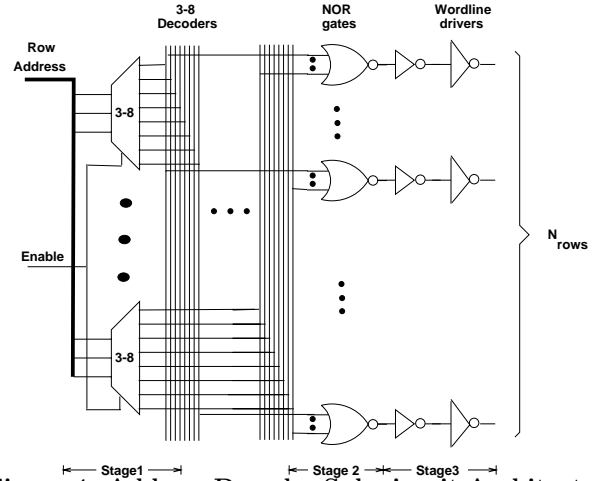 3-8
Decoders
NOR
gates
Wordline
drivers
Row
Address
3-8
Enable
N rows
3-8
Stage1
Stage 2
Stage3